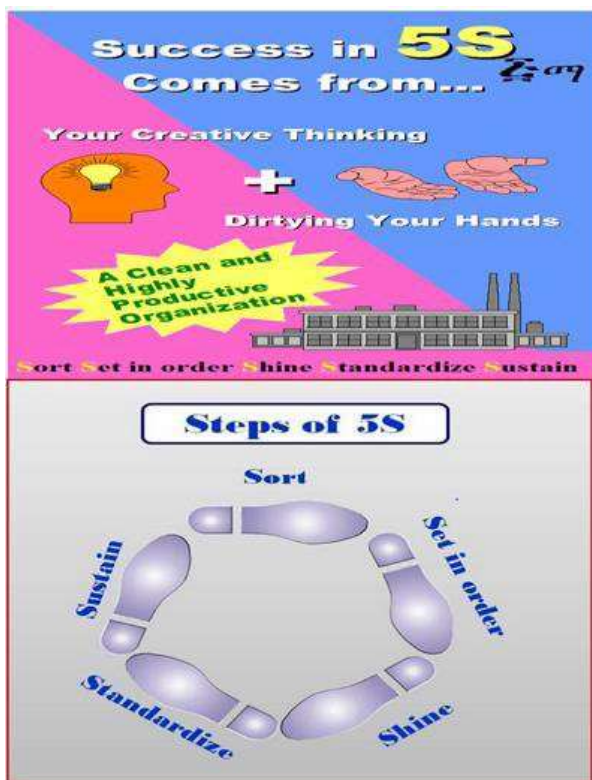 Success in 5S
Comes from...
Your Creative Thinking
+
Dirtying Your Hands
A Clean and
Highly
Productive
Organization
Sort Set in order Shine Standardize Sustain
Steps of 5S
Sort
Set in order
Shine
Standardize
Sustain